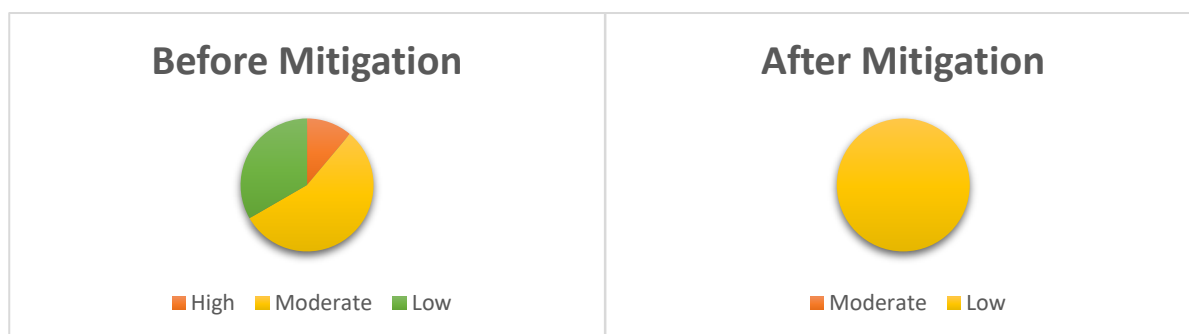 Before Mitigation
High Moderate Low
After Mitigation
Moderate Low